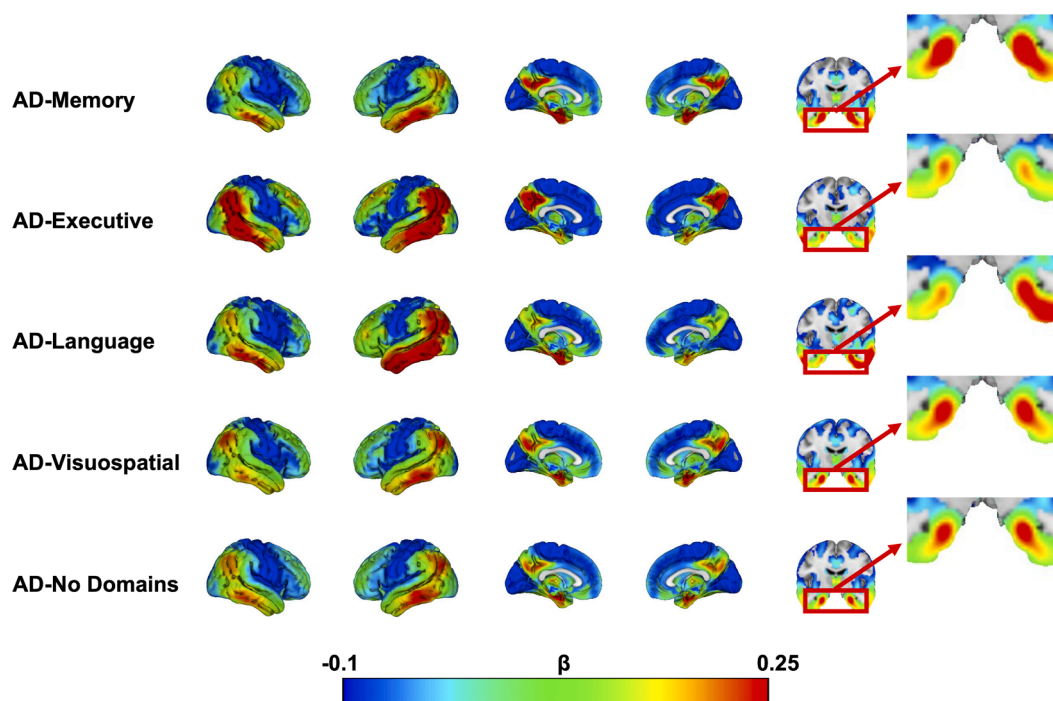 AD-Memory
AD-Executive
AD-Language
AD-Visuospatial
AD-No Domains
-0.1 β 0.25